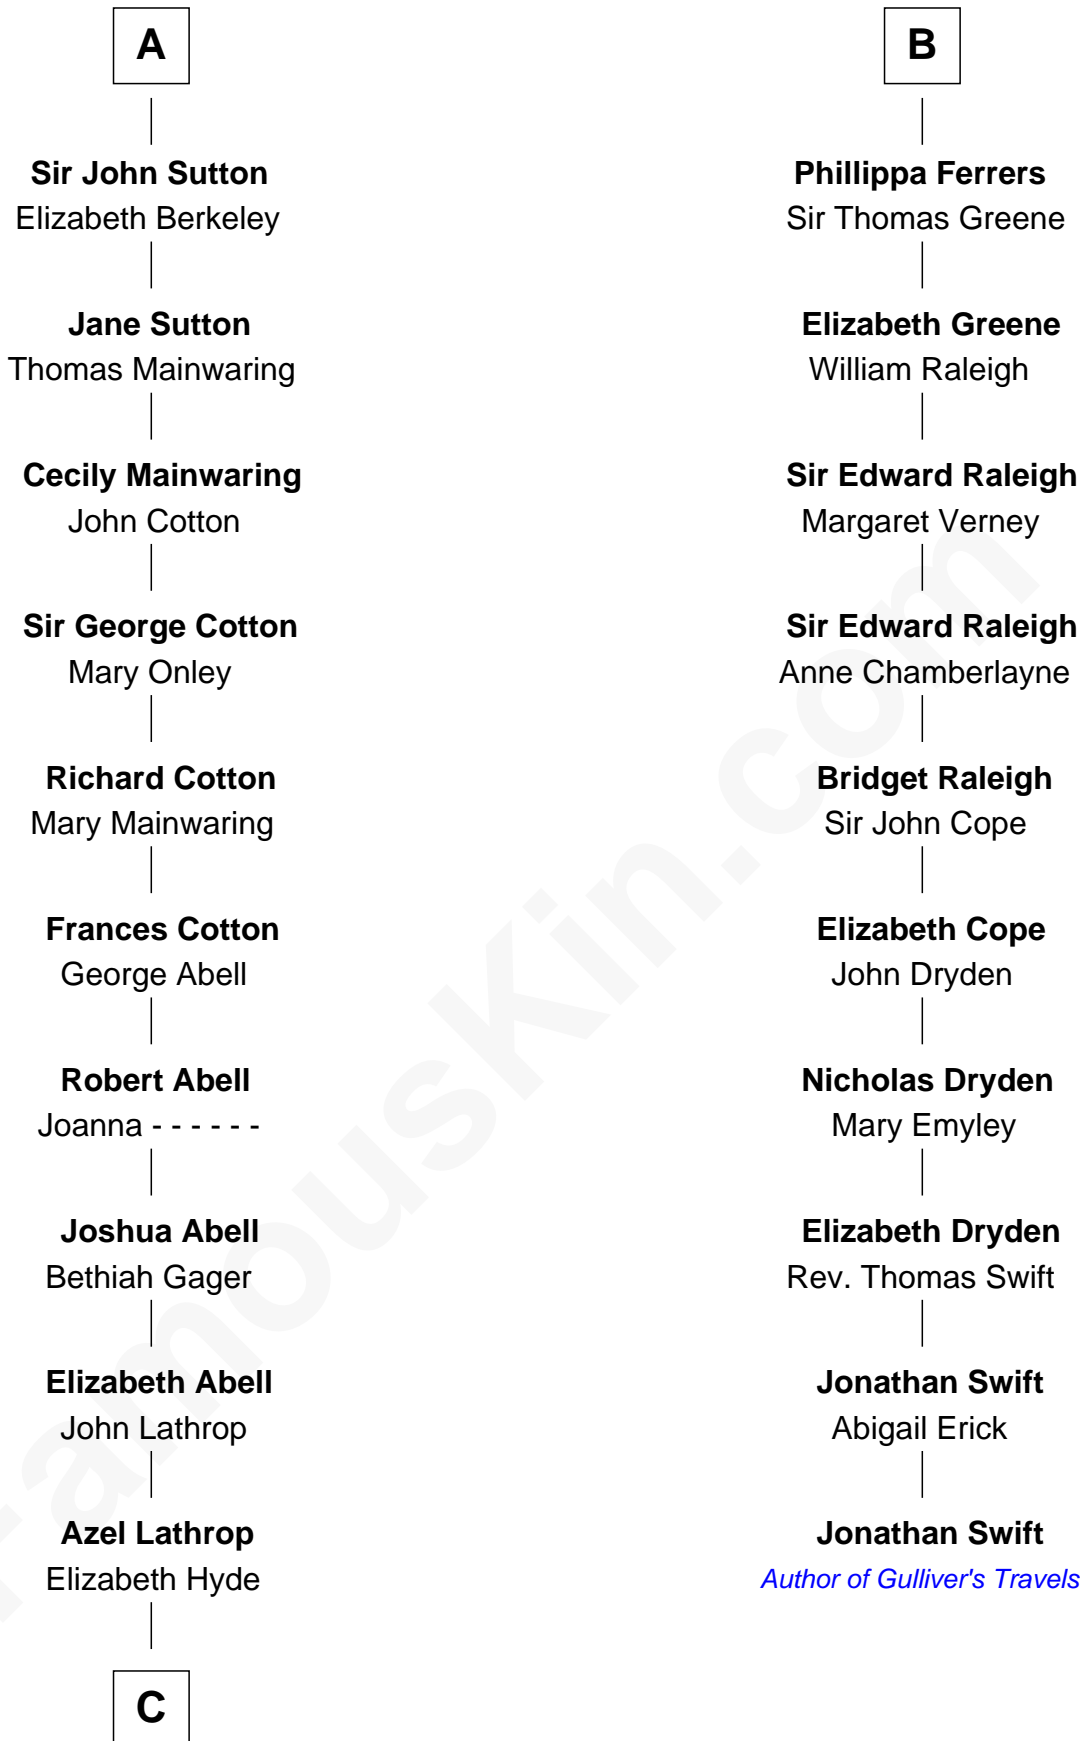 A
Sir John Sutton
Elizabeth Berkeley
Jane Sutton
Thomas Mainwaring
Cecily Mainwaring
John Cotton
Sir George Cotton
Mary Onley
Richard Cotton
Mary Mainwaring
Frances Cotton
George Abell
Robert Abell
Joanna - - - - - -
Joshua Abell
Bethiah Gager
Elizabeth Abell
John Lathrop
Azel Lathrop
Elizabeth Hyde
C
B
Phillippa Ferrers
Sir Thomas Greene
Elizabeth Greene
William Raleigh
Sir Edward Raleigh
Margaret Verney
Sir Edward Raleigh
Anne Chamberlayne
Bridget Raleigh
Sir John Cope
Elizabeth Cope
John Dryden
Nicholas Dryden
Mary Emyley
Elizabeth Dryden
Rev. Thomas Swift
Jonathan Swift
Abigail Erick
Jonathan Swift
Author of Gulliver's Travels
FamousKin.com